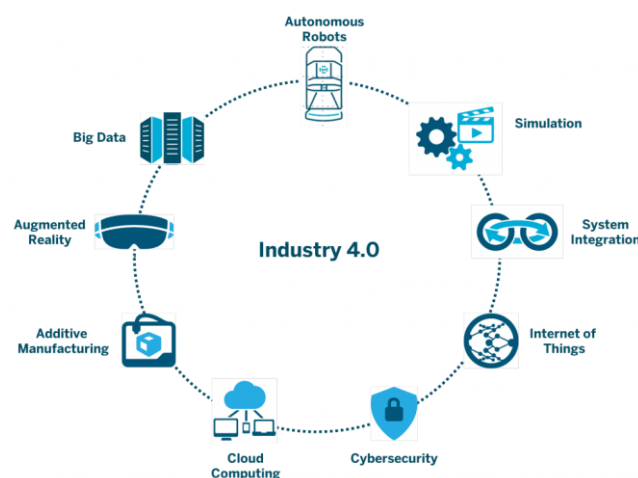 Autonomous
Robots
Simulation
System
Integration
Internet of
Things
Cybersecurity
Cloud
Computing
Additive
Manufacturing
Augmented
Reality
Big Data
Industry 4.0